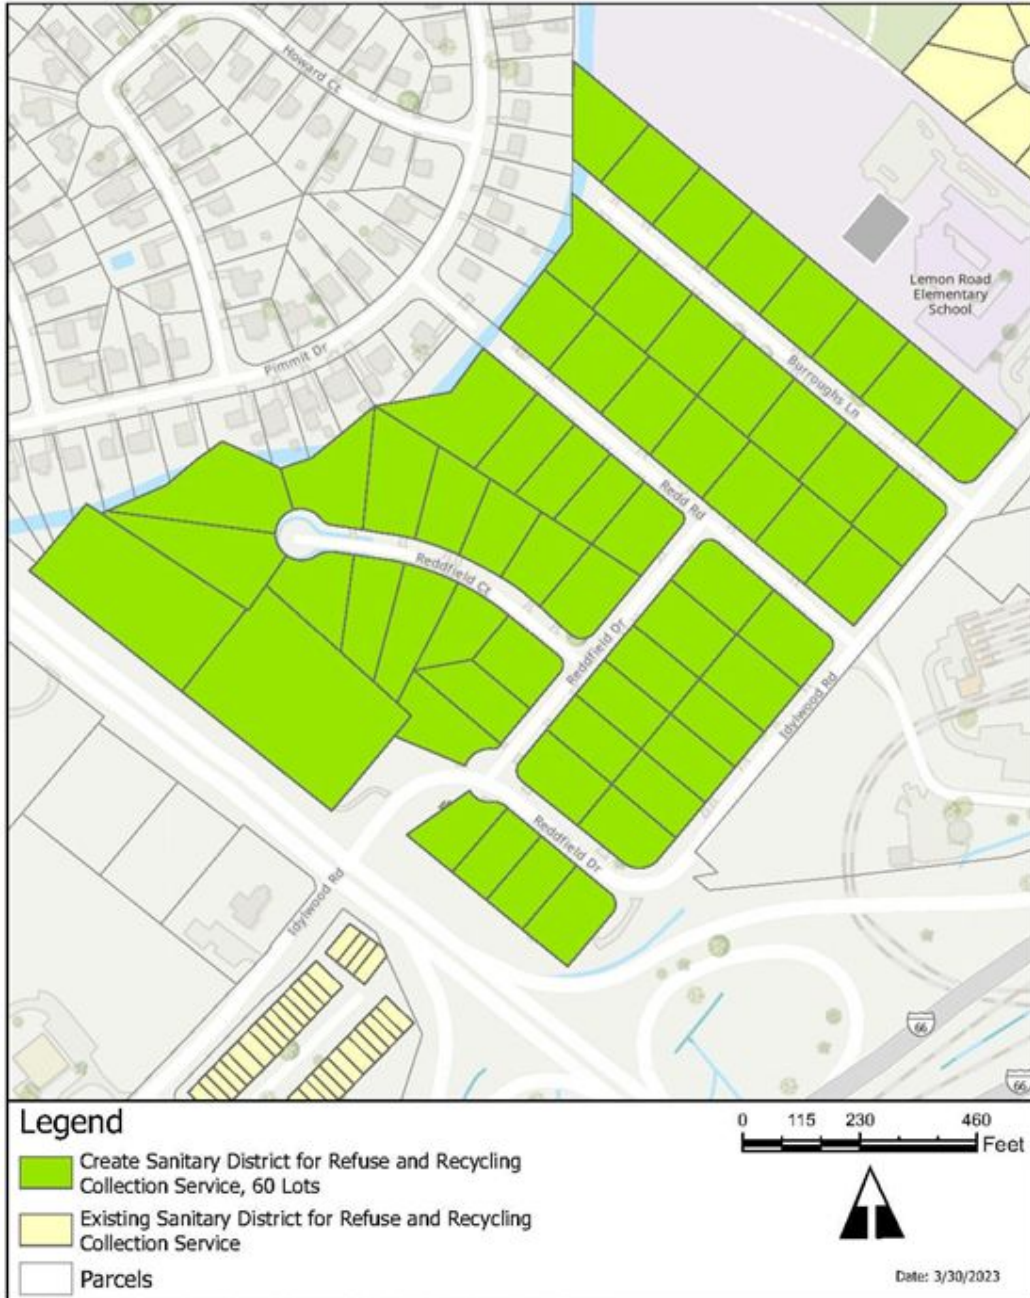 Howard Ct
Lemon Road
Elementary
School
Pimmit Dr
Burroughs Ln
Redd Rd
Reddfield Ct
Reddfield Dr
Idylwood Rd
Reddfield Dr
Idylwood Rd
66
66
Legend
Create Sanitary District for Refuse and Recycling
Collection Service, 60 Lots
Existing Sanitary District for Refuse and Recycling
Collection Service
Parcels
0 115 230 460
Feet
Date: 3/30/2023